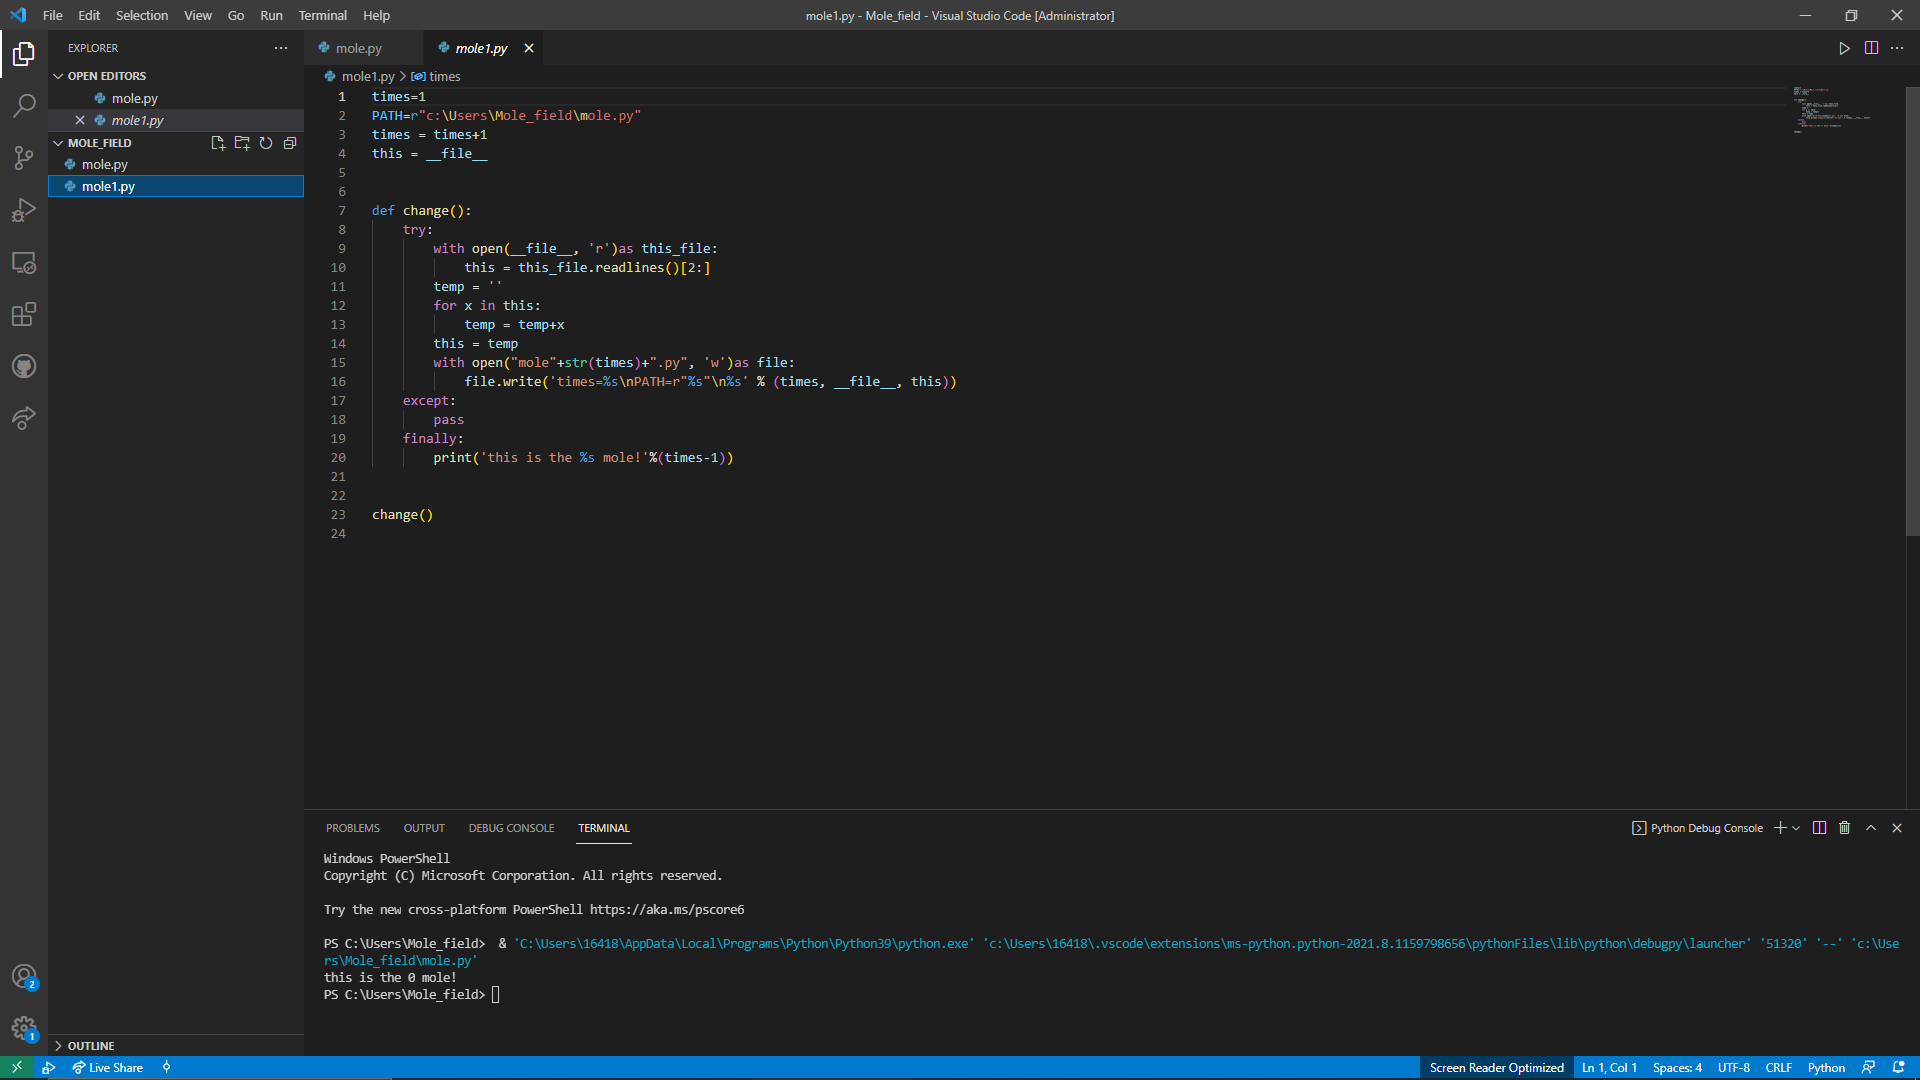 File Edit Selection View Go Run Terminal Help
mole1.py - Mole_field - Visual Studio Code [Administrator]
EXPLORER
OPEN EDITORS
mole.py
mole1.py
MOLE_FIELD
mole.py
mole1.py
mole.py mole1.py
mole1.py > times
1 times=1
2 PATH=r"c:\Users\Mole_field\mole.py"
3 times = times+1
4 this = __file__
5
6
7 def change():
8     try:
9         with open(__file__, 'r')as this_file:
10             this = this_file.readlines()[2:]
11         temp = ''
12         for x in this:
13             temp = temp+x
14         this = temp
15         with open("mole"+str(times)+".py", 'w')as file:
16             file.write('times=%s\nPATH=r"%s"\n%s' % (times, __file__, this))
17     except:
18         pass
19     finally:
20         print('this is the %s mole!'%(times-1))
21
22
23 change()
24
PROBLEMS OUTPUT DEBUG CONSOLE TERMINAL
Python Debug Console
Windows PowerShell
Copyright (C) Microsoft Corporation. All rights reserved.
Try the new cross-platform PowerShell https://aka.ms/pscore6
PS C:\Users\Mole_field>  & 'C:\Users\16418\AppData\Local\Programs\Python\Python39\python.exe' 'c:\Users\16418\.vscode\extensions\ms-python.python-2021.8.1159798656\pythonFiles\lib\python\debugpy\launcher' '51320' '--' 'c:\Use
rs\Mole_field\mole.py'
this is the 0 mole!
PS C:\Users\Mole_field>
2
1
OUTLINE
Live Share
Screen Reader Optimized Ln 1, Col 1 Spaces: 4 UTF-8 CRLF Python